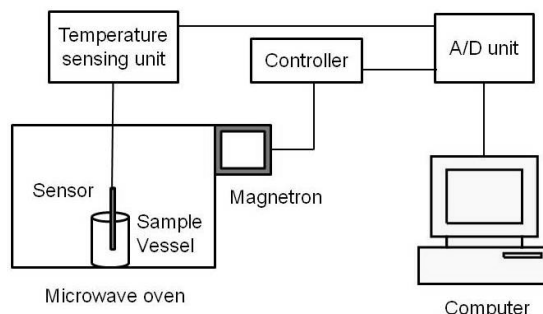 Temperature
sensing unit
Controller
A/D unit
Sensor
Magnetron
Sample
Vessel
Microwave oven
Computer